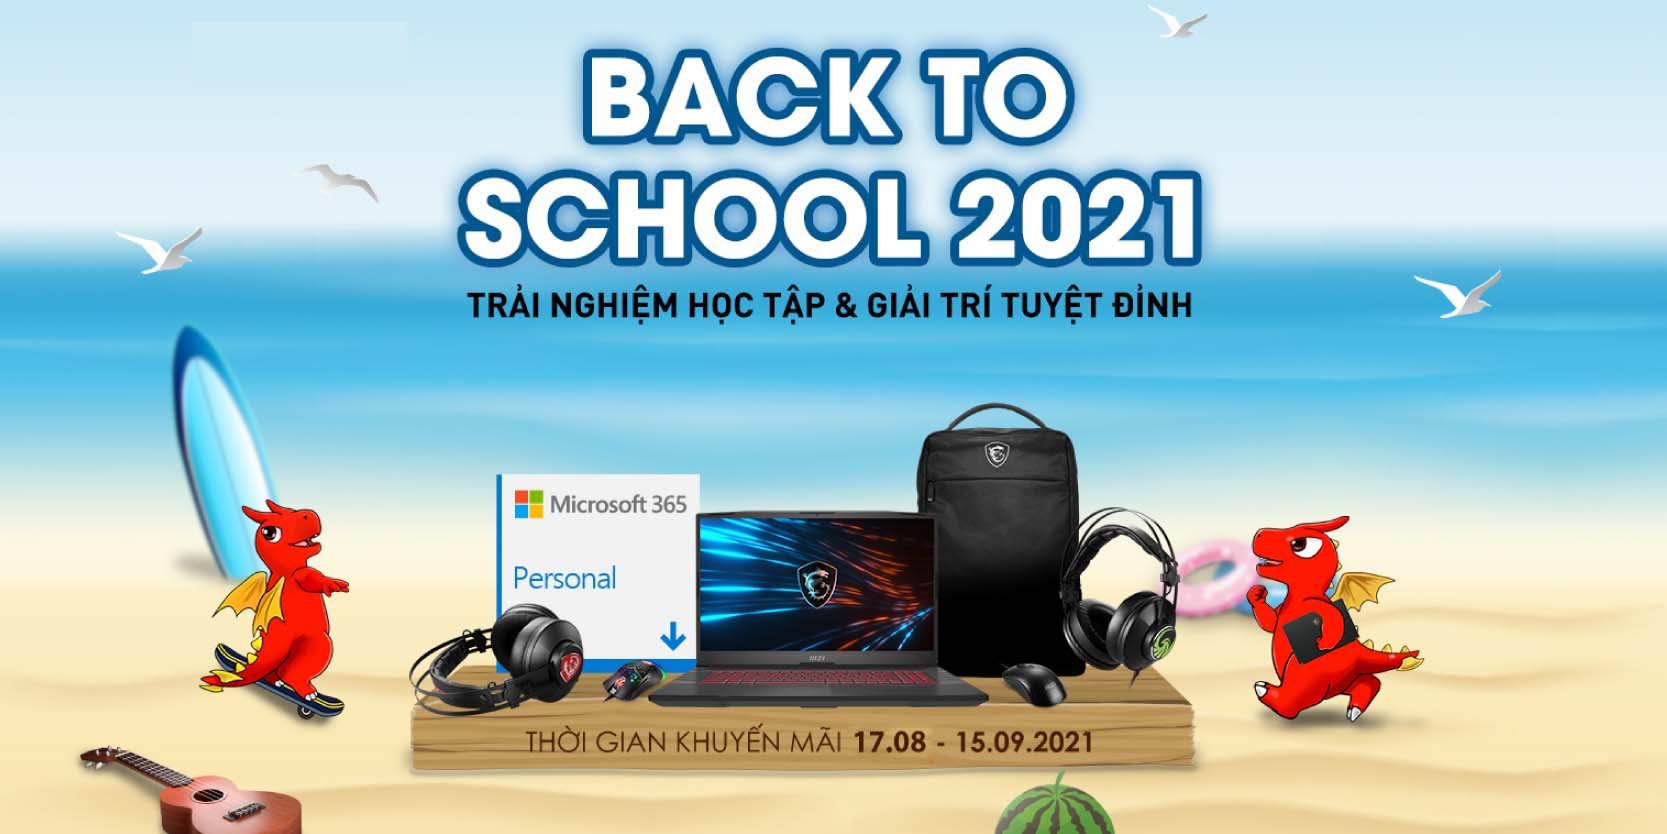 BACK TO
SCHOOL 2021
TRẢI NGHIỆM HỌC TẬP & GIẢI TRÍ TUYỆT ĐỈNH
Microsoft 365
Personal
msi
THỜI GIAN KHUYẾN MÃI 17.08 - 15.09.2021